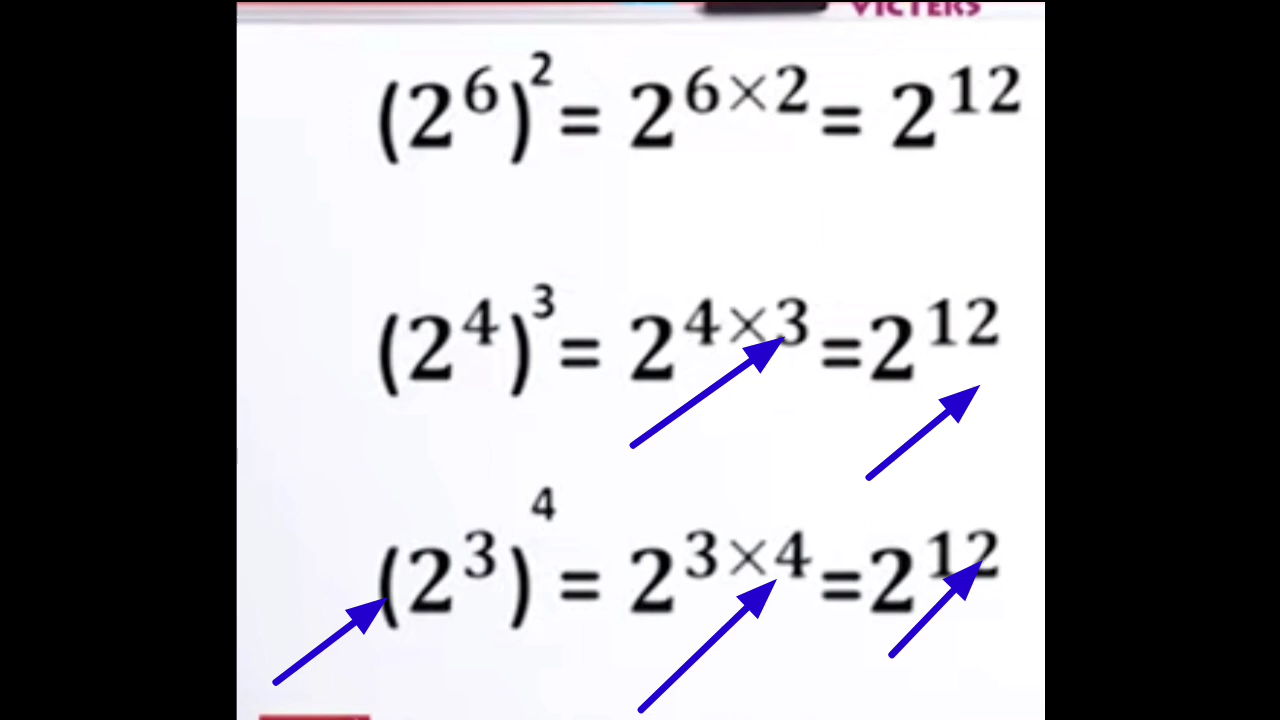 VICTERS
(2⁶)² = 2⁶ˣ² = 2¹²
(2⁴)³ = 2⁴ˣ³ = 2¹²
(2³)⁴ = 2³ˣ⁴ = 2¹²